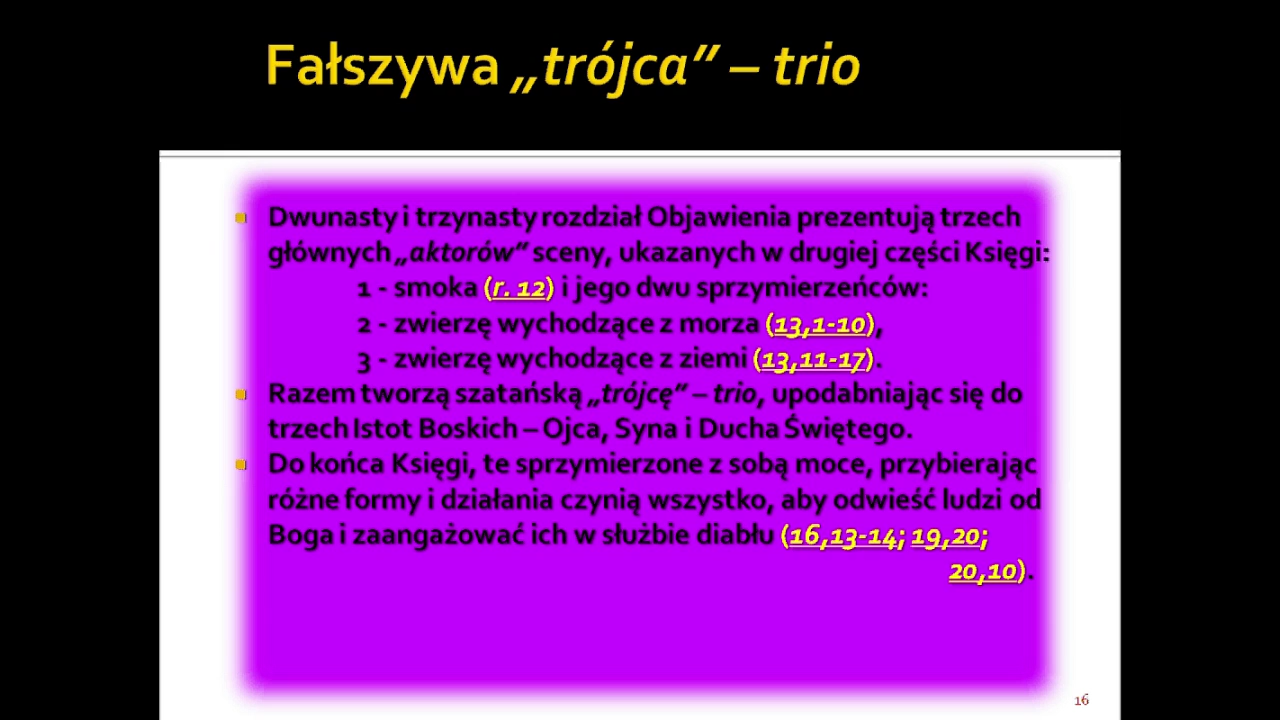 Fałszywa „trójca” – trio
Dwunasty i trzynasty rozdział Objawienia prezentują trzech
głównych „aktorów” sceny, ukazanych w drugiej części Księgi:
1 - smoka (r. 12) i jego dwu sprzymierzeńców:
2 - zwierzę wychodzące z morza (13,1-10),
3 - zwierzę wychodzące z ziemi (13,11-17).
Razem tworzą szatańską „trójcę” – trio, upodabniając się do
trzech Istot Boskich – Ojca, Syna i Ducha Świętego.
Do końca Księgi, te sprzymierzone z sobą moce, przybierając
różne formy i działania czynią wszystko, aby odwieść ludzi od
Boga i zaangażować ich w służbie diabłu (16,13-14; 19,20;
20,10).
16